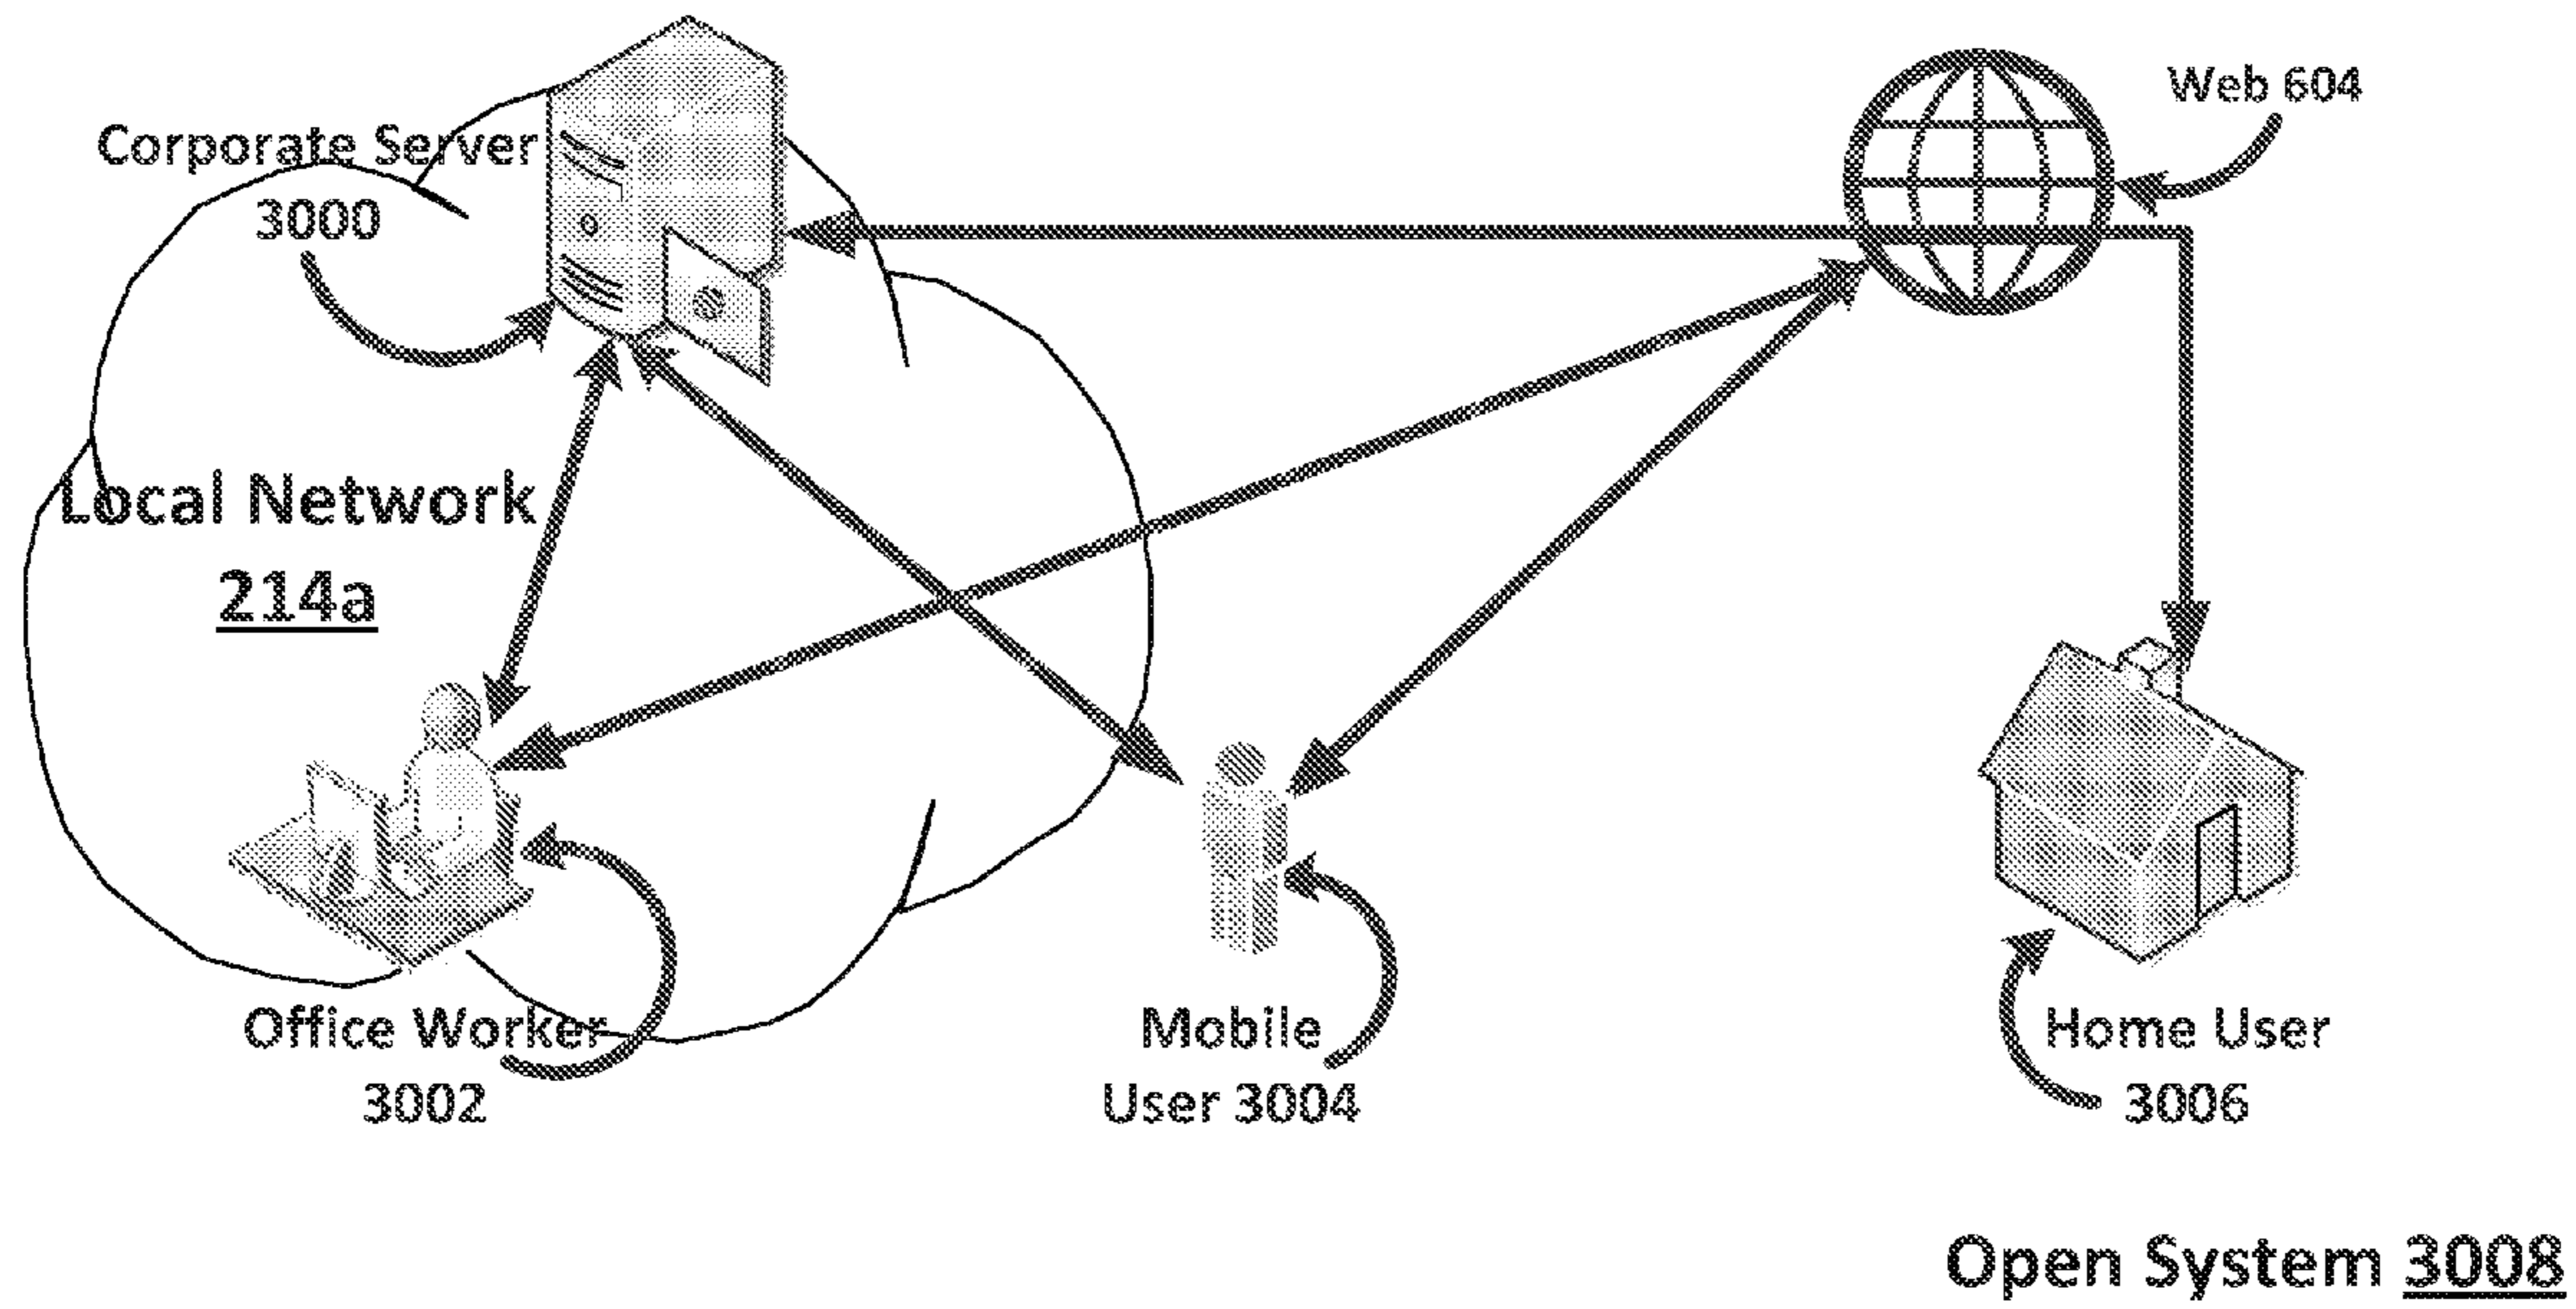 Web 604
Corporate Server
3000
Local Network
214a
Office Worker
3002
Mobile
User 3004
Home User
3006
Open System 3008